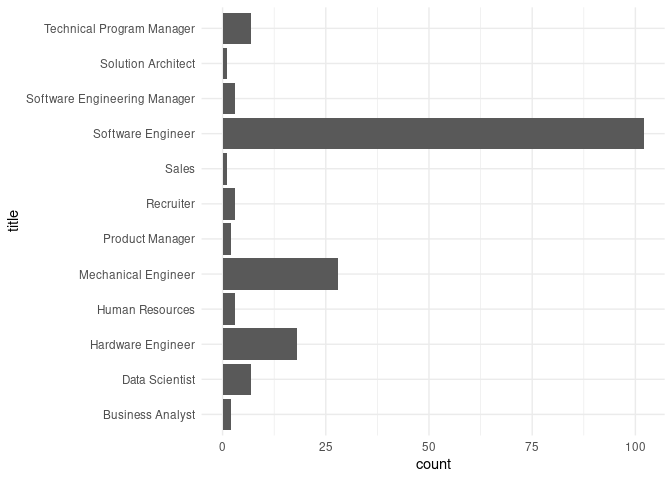 Technical Program Manager
Solution Architect
Software Engineering Manager
Software Engineer
Sales
Recruiter
Product Manager
Mechanical Engineer
Human Resources
Hardware Engineer
Data Scientist
Business Analyst
title
0 25 50 75 100
count